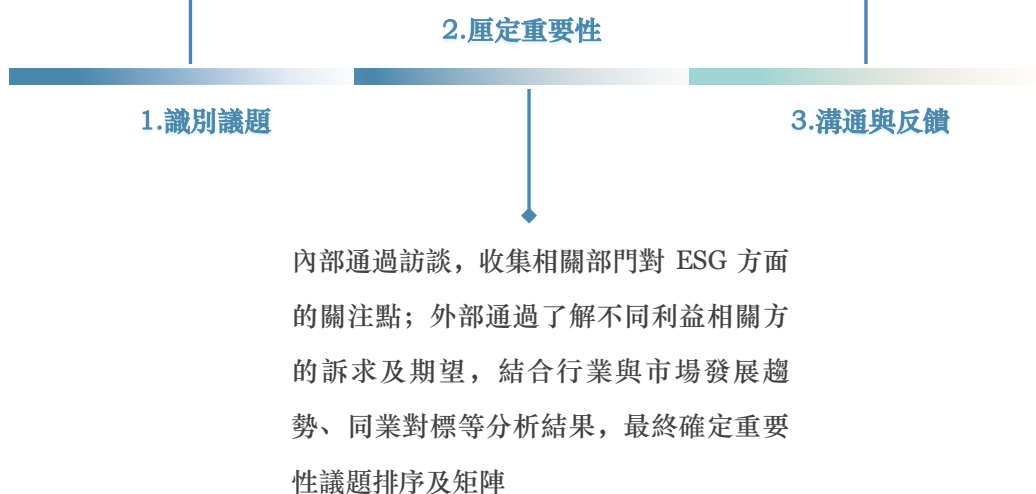 2.厘定重要性
1.識別議題
3.溝通與反饋
內部通過訪談，收集相關部門對 ESG 方面
的關注點；外部通過了解不同利益相關方
的訴求及期望，結合行業與市場發展趨
勢、同業對標等分析結果，最終確定重要
性議題排序及矩陣